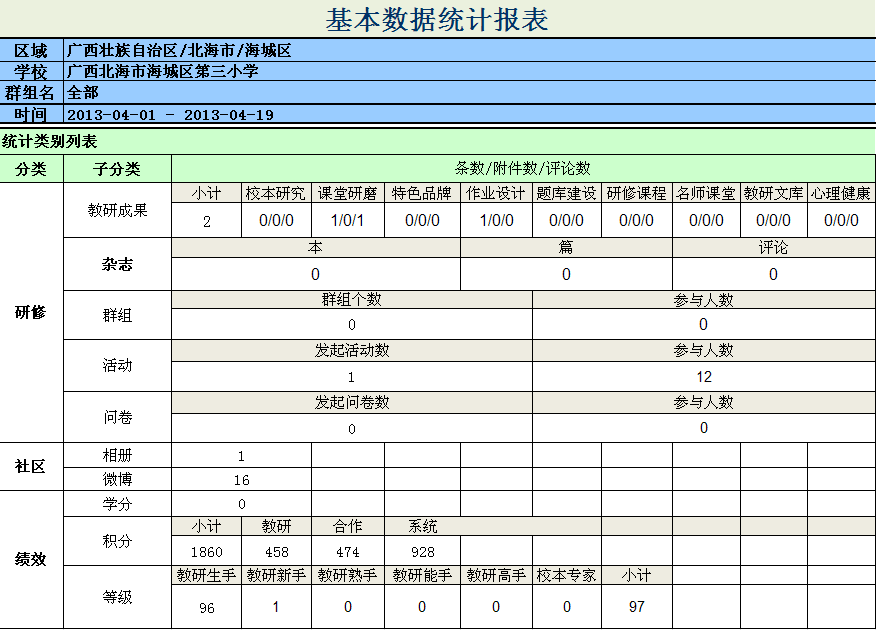 基本数据统计报表
区域 广西壮族自治区/北海市/海城区
学校 广西北海市海城区第三小学
群组名 全部
时间 2013-04-01 - 2013-04-19
统计类别列表
分类 子分类 条数/附件数/评论数
研修 教研成果 小计 校本研究 课堂研磨 特色品牌 作业设计 题库建设 研修课程 名师课堂 教研文库 心理健康
2 0/0/0 1/0/1 0/0/0 1/0/0 0/0/0 0/0/0 0/0/0 0/0/0 0/0/0
杂志 本 篇 评论
0 0 0
群组 群组个数 参与人数
0 0
活动 发起活动数 参与人数
1 12
问卷 发起问卷数 参与人数
0 0
社区 相册 1
微博 16
绩效 学分 0
积分 小计 教研 合作 系统
1860 458 474 928
等级 教研生手 教研新手 教研熟手 教研能手 教研高手 校本专家 小计
96 1 0 0 0 0 97